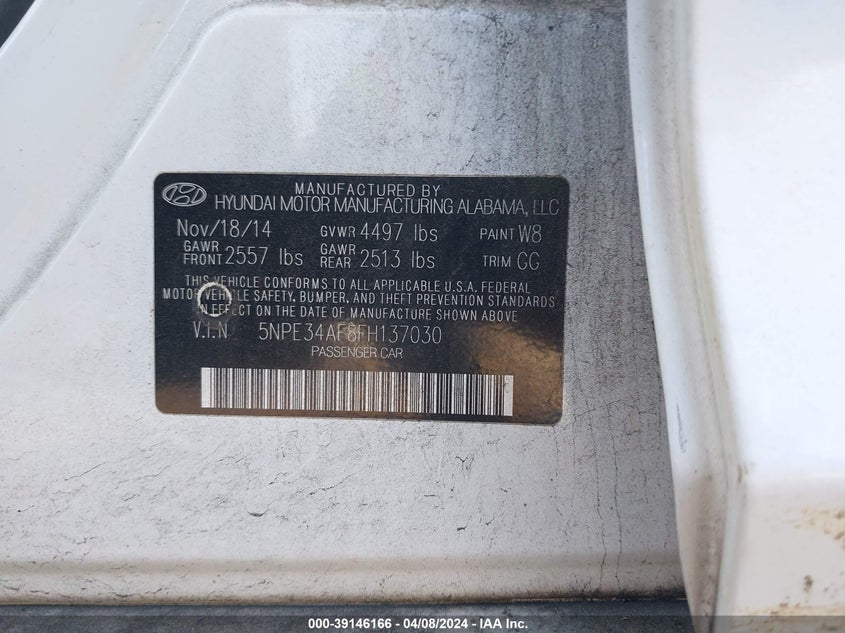 MANUFACTURED BY
HYUNDAI MOTOR MANUFACTURING ALABAMA, LLC
Nov/18/14 GVWR 4497 lbs PAINT W8
GAWR FRONT 2557 lbs GAWR REAR 2513 lbs TRIM CG
THIS VEHICLE CONFORMS TO ALL APPLICABLE U.S.A. FEDERAL
MOTOR VEHICLE SAFETY, BUMPER, AND THEFT PREVENTION STANDARDS
IN EFFECT ON THE DATE OF MANUFACTURE SHOWN ABOVE
V.I.N 5NPE34AF8FH137030
PASSENGER CAR
000-39146166 - 04/08/2024 - IAA Inc.